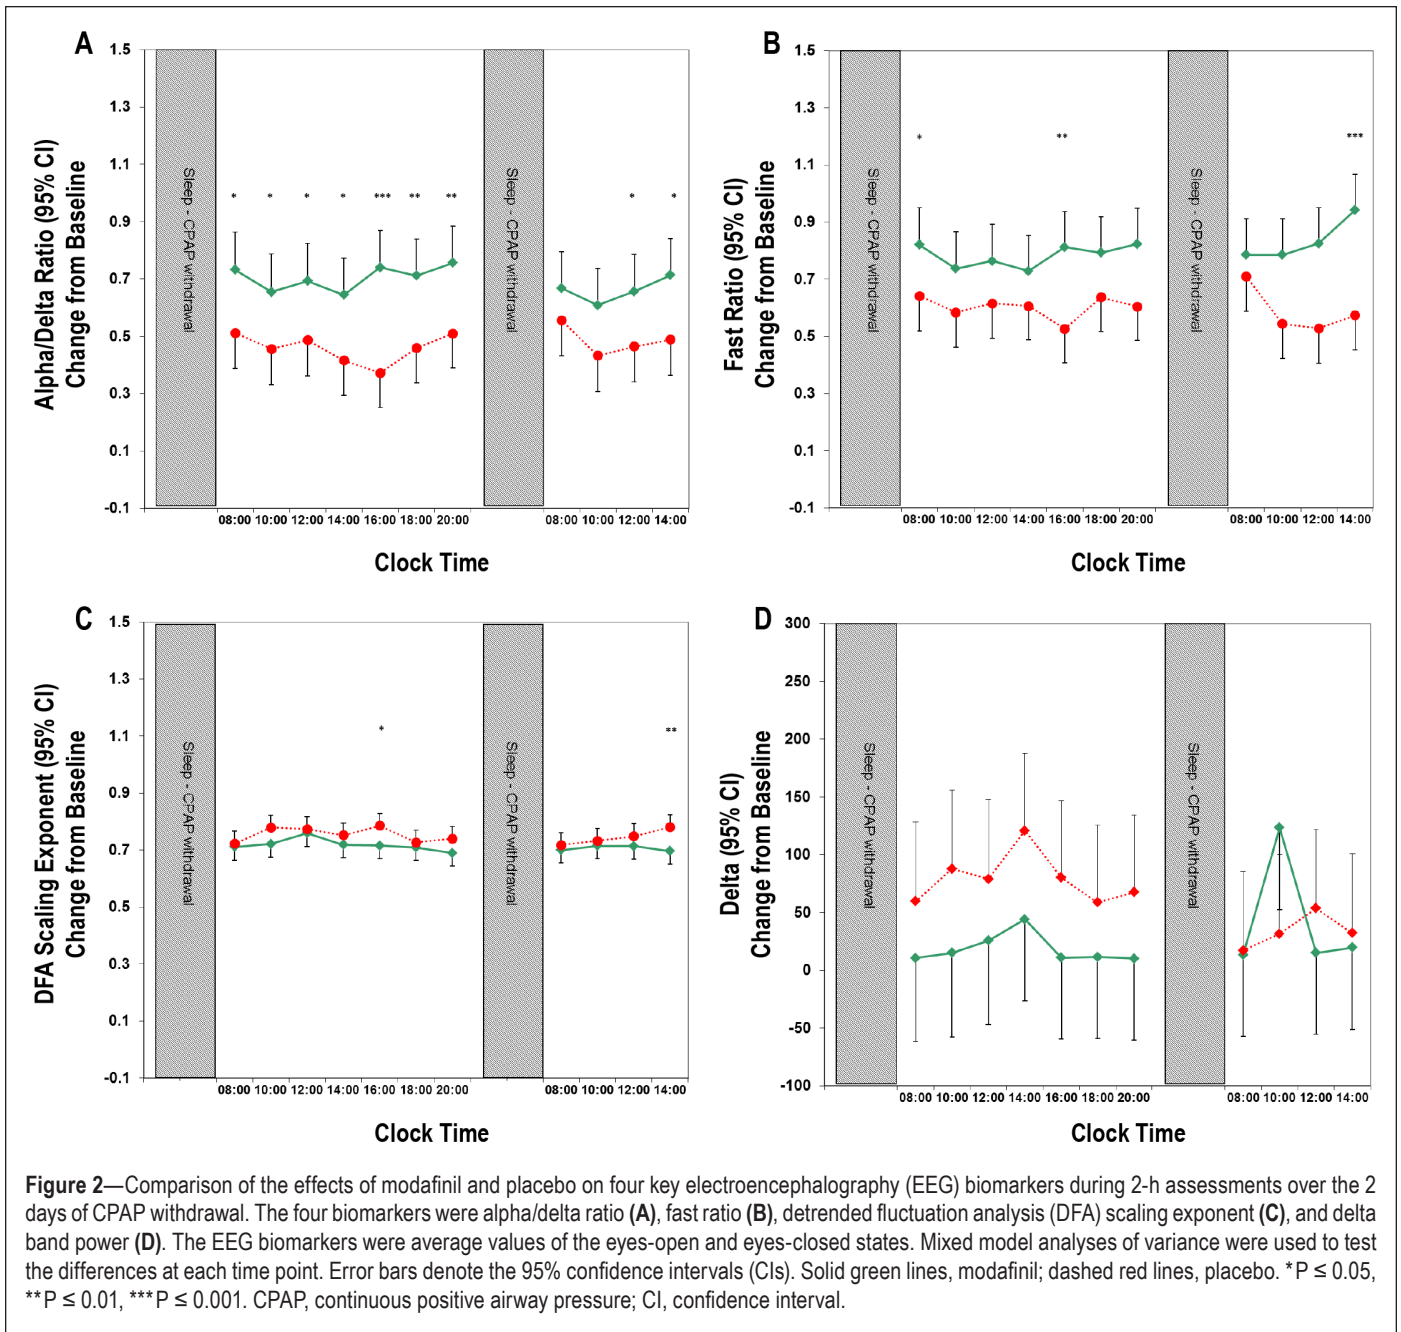 A
1.5
1.3
1.1
0.9
0.7
0.5
0.3
0.1
-0.1
Alpha/Delta Ratio (95% CI)
Change from Baseline
Sleep - CPAP withdrawal
Sleep - CPAP withdrawal
* * * * *** ** ** * *
08:00 10:00 12:00 14:00 16:00 18:00 20:00 08:00 10:00 12:00 14:00
Clock Time
B
1.5
1.3
1.1
0.9
0.7
0.5
0.3
0.1
-0.1
Fast Ratio (95% CI)
Change from Baseline
Sleep - CPAP withdrawal
Sleep - CPAP withdrawal
* ** ***
08:00 10:00 12:00 14:00 16:00 18:00 20:00 08:00 10:00 12:00 14:00
Clock Time
C
1.5
1.3
1.1
0.9
0.7
0.5
0.3
0.1
-0.1
DFA Scaling Exponent (95% CI)
Change from Baseline
Sleep - CPAP withdrawal
Sleep - CPAP withdrawal
* **
08:00 10:00 12:00 14:00 16:00 18:00 20:00 08:00 10:00 12:00 14:00
Clock Time
D
300
250
200
150
100
50
0
-50
-100
Delta (95% CI)
Change from Baseline
Sleep - CPAP withdrawal
Sleep - CPAP withdrawal
08:00 10:00 12:00 14:00 16:00 18:00 20:00 08:00 10:00 12:00 14:00
Clock Time
Figure 2—Comparison of the effects of modafinil and placebo on four key electroencephalography (EEG) biomarkers during 2-h assessments over the 2
days of CPAP withdrawal. The four biomarkers were alpha/delta ratio (A), fast ratio (B), detrended fluctuation analysis (DFA) scaling exponent (C), and delta
band power (D). The EEG biomarkers were average values of the eyes-open and eyes-closed states. Mixed model analyses of variance were used to test
the differences at each time point. Error bars denote the 95% confidence intervals (CIs). Solid green lines, modafinil; dashed red lines, placebo. *P ≤ 0.05,
**P ≤ 0.01, ***P ≤ 0.001. CPAP, continuous positive airway pressure; CI, confidence interval.